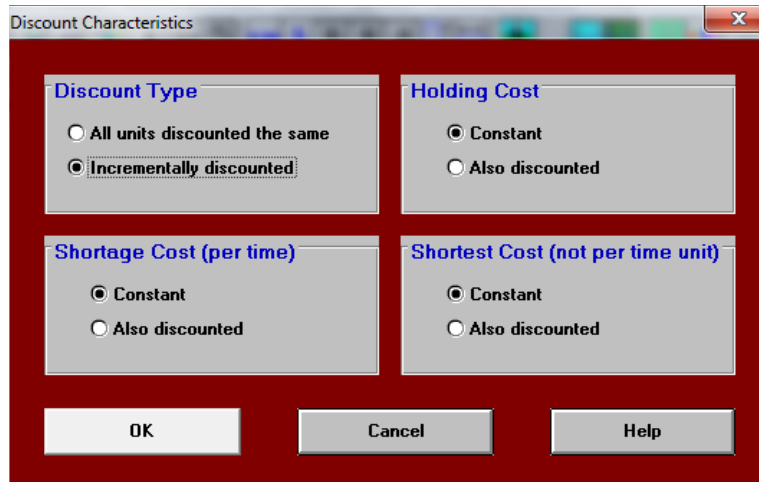 Discount Characteristics
X
Discount Type
All units discounted the same
Incrementally discounted
Holding Cost
Constant
Also discounted
Shortage Cost (per time)
Constant
Also discounted
Shortest Cost (not per time unit)
Constant
Also discounted
OK
Cancel
Help